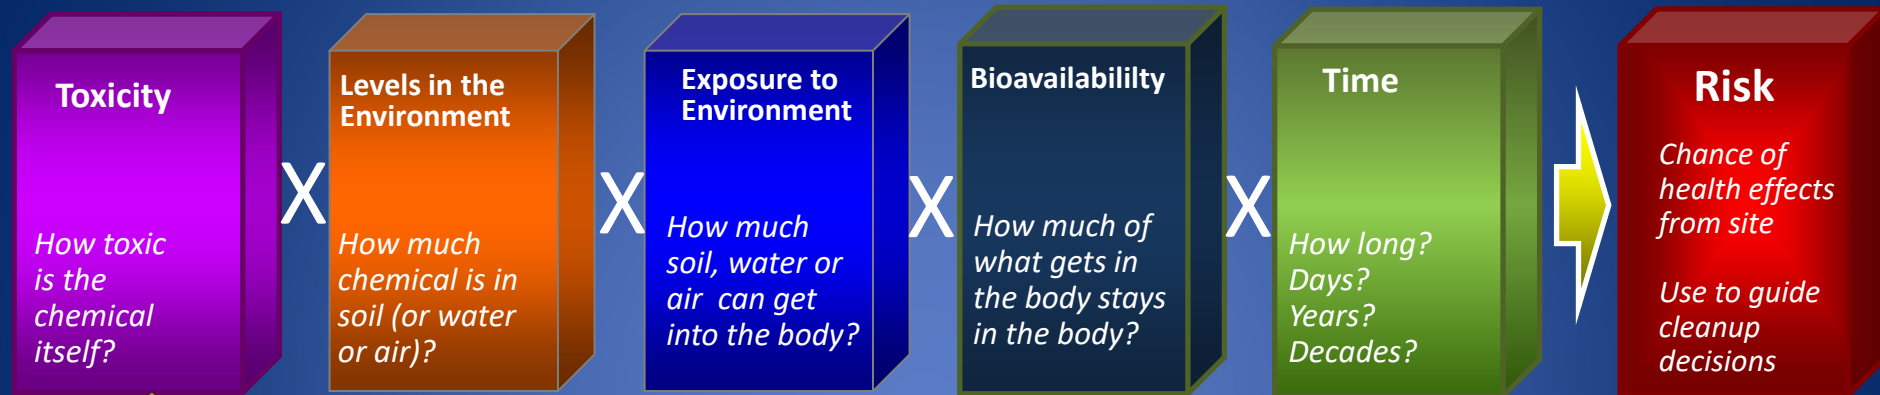 Toxicity
How toxic
is the
chemical
itself?
X
Levels in the
Environment
How much
chemical is in
soil (or water
or air)?
X
Exposure to
Environment
How much
soil, water or
air can get
into the body?
X
Bioavailabililty
How much of
what gets in
the body stays
in the body?
X
Time
How long?
Days?
Years?
Decades?
Risk
Chance of
health effects
from site
Use to guide
cleanup
decisions